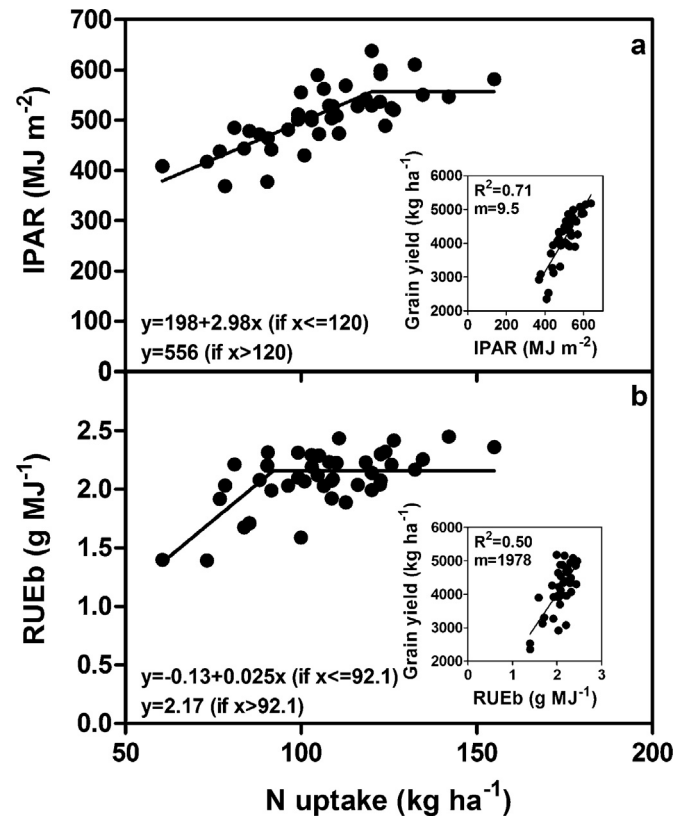 700
a
600
500
400
300
200
100
0
IPAR (MJ m⁻²)
R²=0.71
m=9.5
6000
5000
4000
3000
2000
Grain yield (kg ha⁻¹)
0 200 400 600
IPAR (MJ m⁻²)
y=198+2.98x (if x<=120)
y=556 (if x>120)
b
2.5
2.0
1.5
1.0
0.5
0.0
RUEb (g MJ⁻¹)
R²=0.50
m=1978
6000
5000
4000
3000
2000
Grain yield (kg ha⁻¹)
0 1 2 3
RUEb (g MJ⁻¹)
y=-0.13+0.025x (if x<=92.1)
y=2.17 (if x>92.1)
50 100 150 200
N uptake (kg ha⁻¹)